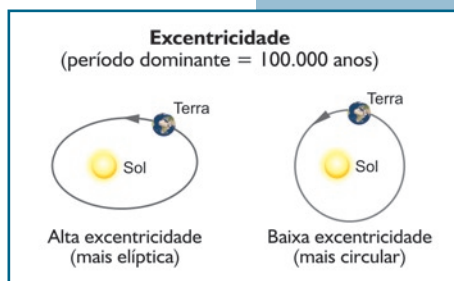 Excentricidade
(período dominante = 100.000 anos)
Terra
Sol
Alta excentricidade
(mais elíptica)
Terra
Sol
Baixa excentricidade
(mais circular)